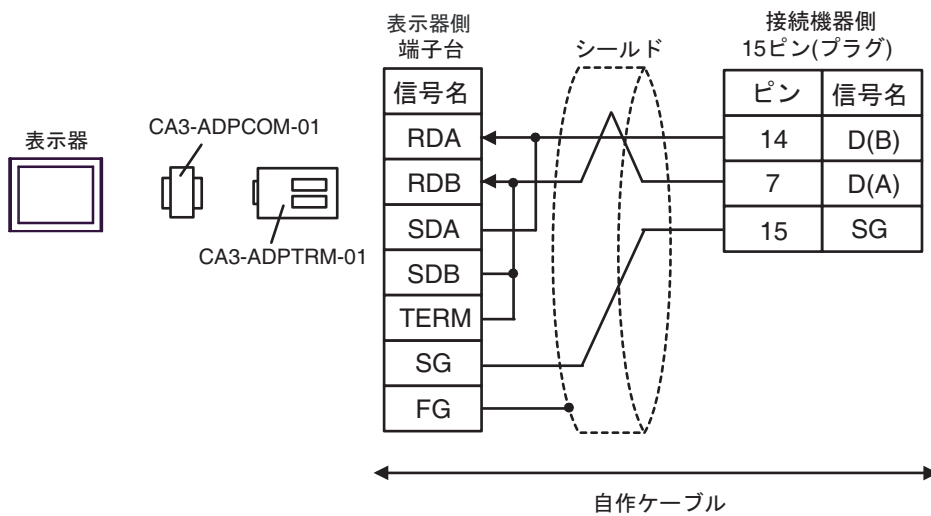 表示器
CA3-ADPCOM-01
CA3-ADPTRM-01
表示器側
端子台
信号名
RDA
RDB
SDA
SDB
TERM
SG
FG
シールド
接続機器側
15ピン(プラグ)
ピン 信号名
14 D(B)
7 D(A)
15 SG
自作ケーブル